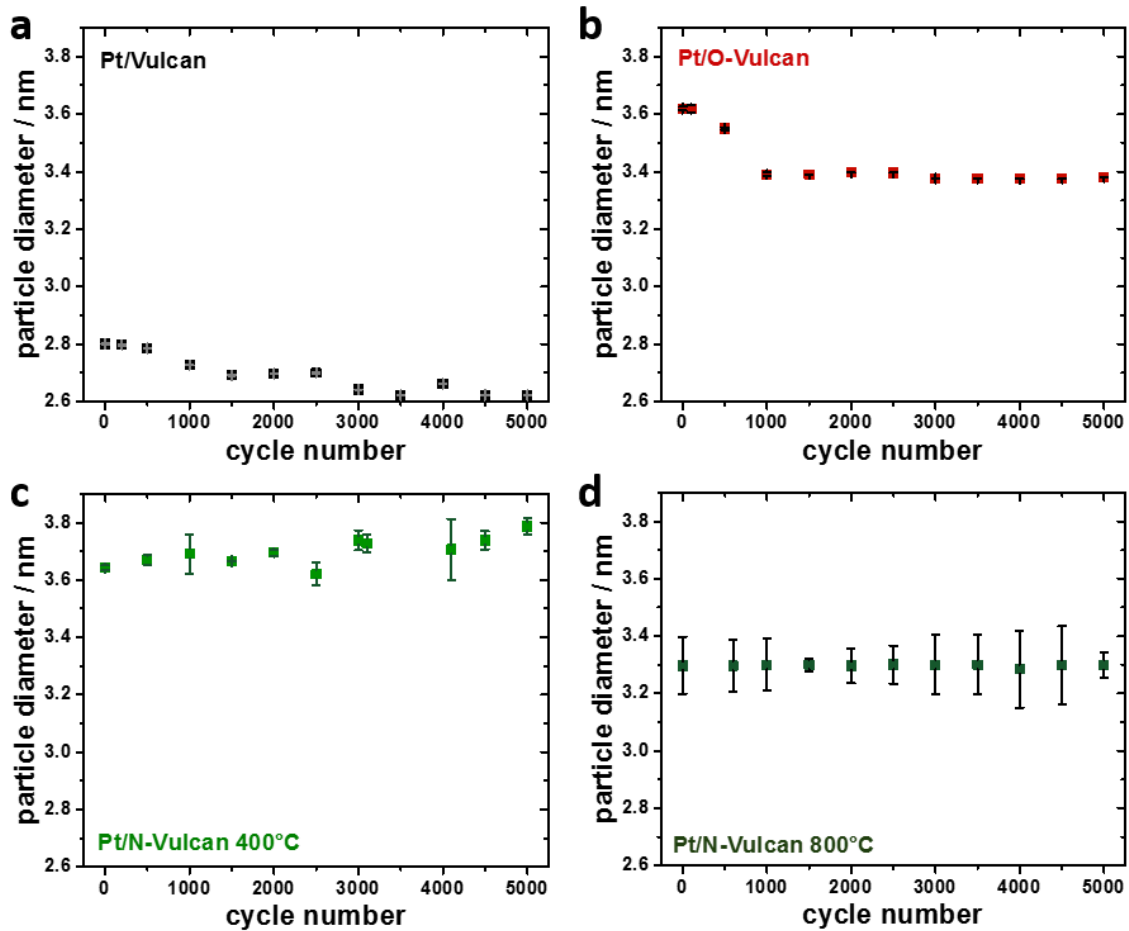 a
Pt/Vulcan
particle diameter / nm
3.8
3.6
3.4
3.2
3.0
2.8
2.6
0 1000 2000 3000 4000 5000
cycle number
b
Pt/O-Vulcan
particle diameter / nm
3.8
3.6
3.4
3.2
3.0
2.8
2.6
0 1000 2000 3000 4000 5000
cycle number
c
particle diameter / nm
3.8
3.6
3.4
3.2
3.0
2.8
2.6
Pt/N-Vulcan 400°C
0 1000 2000 3000 4000 5000
cycle number
d
particle diameter / nm
3.8
3.6
3.4
3.2
3.0
2.8
2.6
Pt/N-Vulcan 800°C
0 1000 2000 3000 4000 5000
cycle number